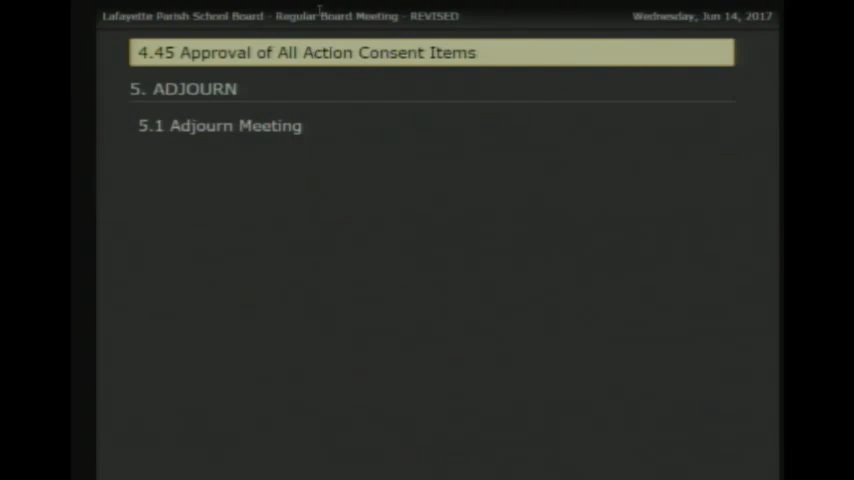 Lafayette Parish School Board - Regular Board Meeting - REVISED
Wednesday, Jun 14, 2017
4.45 Approval of All Action Consent Items
5. ADJOURN
5.1 Adjourn Meeting